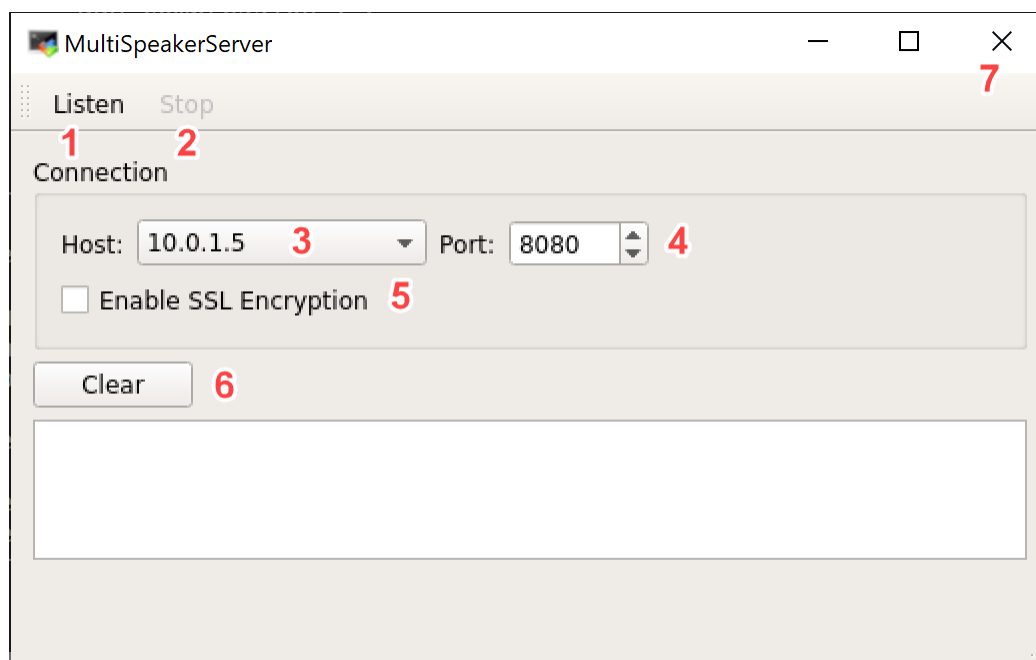 MultiSpeakerServer
7
Listen Stop
1 2
Connection
Host: 10.0.1.5 3 Port: 8080 4
Enable SSL Encryption 5
Clear 6